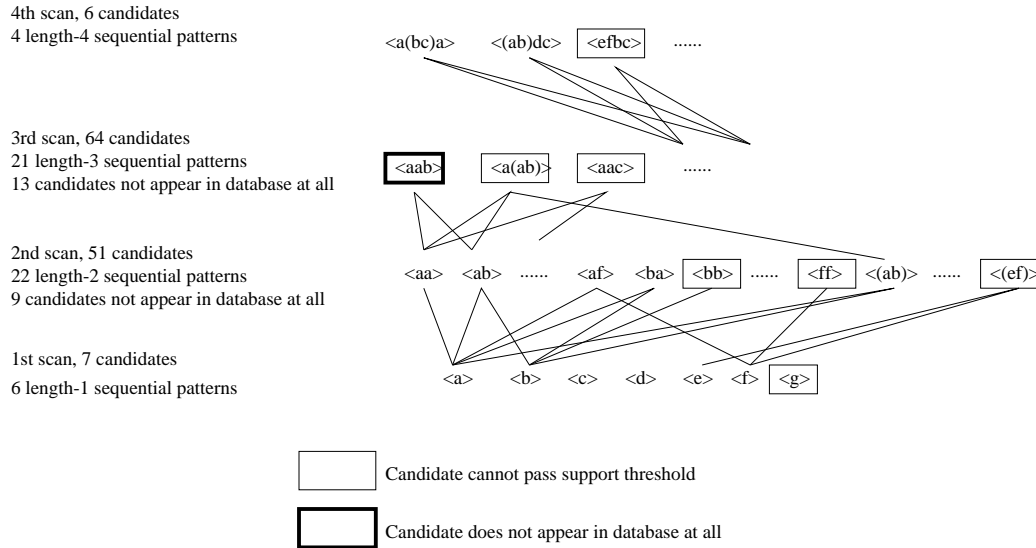 4th scan, 6 candidates
4 length-4 sequential patterns
<a(bc)a> <(ab)dc> <efbc> ......
3rd scan, 64 candidates
21 length-3 sequential patterns
13 candidates not appear in database at all
<aab> <a(ab)> <aac> ......
2nd scan, 51 candidates
22 length-2 sequential patterns
9 candidates not appear in database at all
<aa> <ab> ...... <af> <ba> <bb> ...... <ff> <(ab)> ...... <(ef)>
1st scan, 7 candidates
6 length-1 sequential patterns
<a> <b> <c> <d> <e> <f> <g>
Candidate cannot pass support threshold
Candidate does not appear in database at all